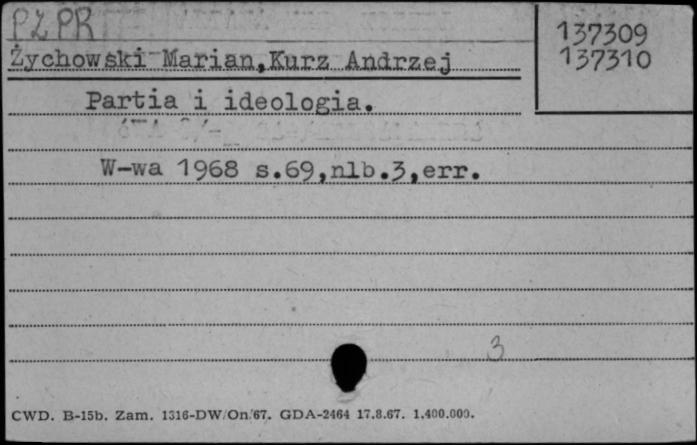 PZPR
137309
Żychowski Marian,Kurz Andrzej
137310
Partia i ideologia.
W-wa 1968 s.69,nlb.3,err.
3
CWD. B-15b. Zam. 1316-DW/On/67. GDA-2464 17.8.67. 1.400.000.